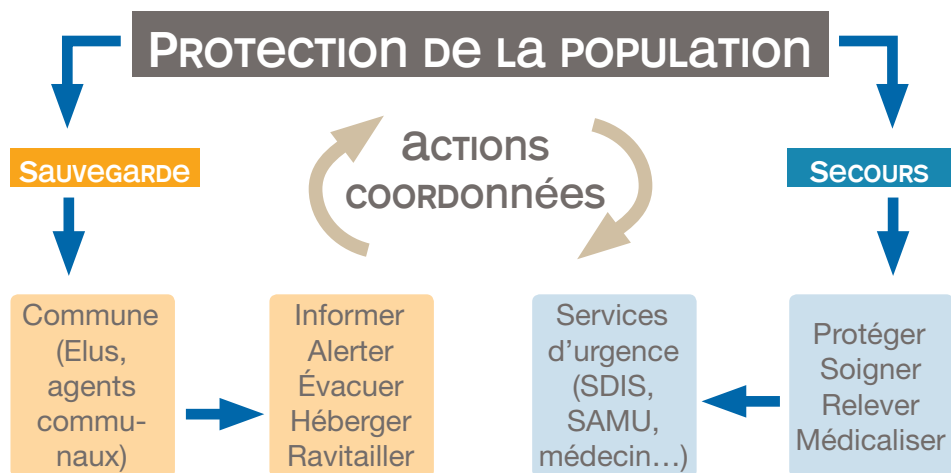 Protection de la population
actions
coordonnées
Sauvegarde
Secours
Commune
(Elus,
agents
commu-
naux)
Informer
Alerter
Évacuer
Héberger
Ravitailler
Services
d’urgence
(SDIS,
SAMU,
médecin…)
Protéger
Soigner
Relever
Médicaliser